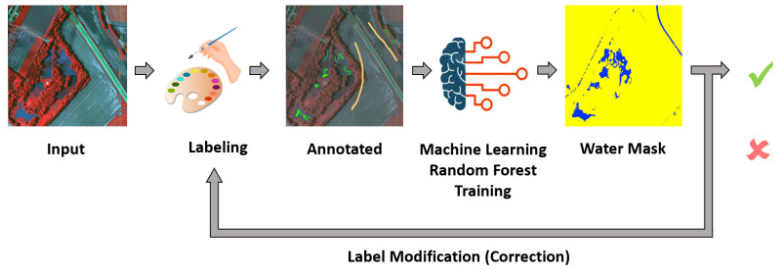 Input
Labeling
Annotated
Machine Learning
Random Forest
Training
Water Mask
Label Modification (Correction)